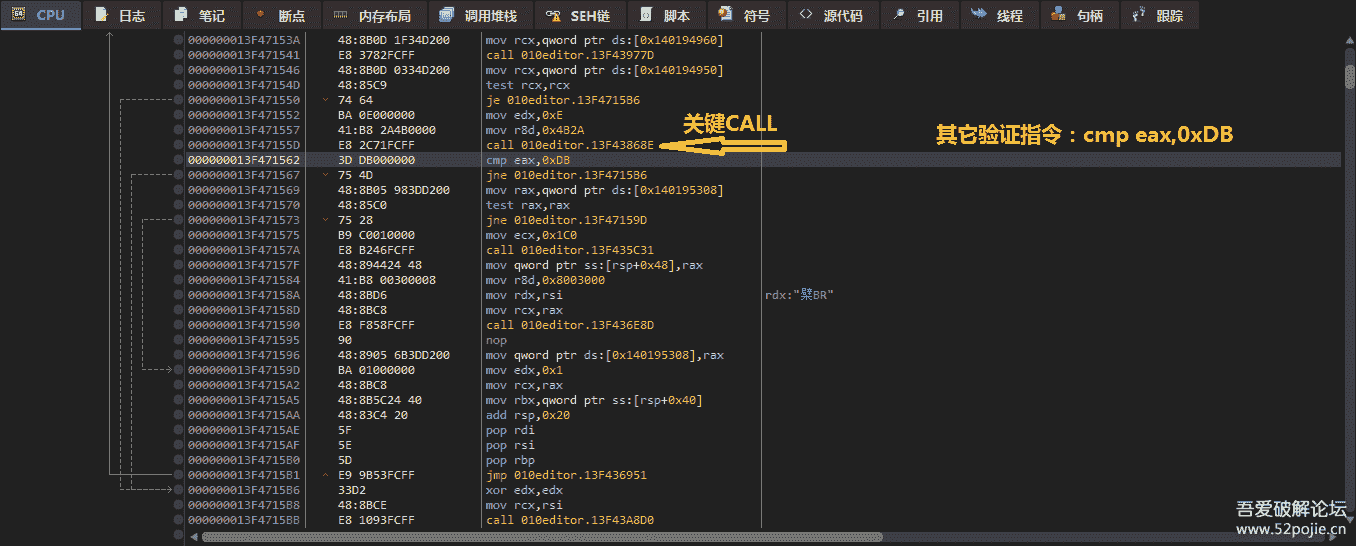 CPU 日志 笔记 断点 内存布局 调用堆栈 SEH链 脚本 符号 源代码 引用 线程 句柄 跟踪
000000013F47153A 48:8B0D 1F34D200 mov rcx,qword ptr ds:[0x140194960]
000000013F471541 E8 3782FCFF call 010editor.13F43977D
000000013F471546 48:8B0D 0334D200 mov rcx,qword ptr ds:[0x140194950]
000000013F47154D 48:85C9 test rcx,rcx
000000013F471550 74 64 je 010editor.13F4715B6
000000013F471552 BA 0E000000 mov edx,0xE
000000013F471557 41:B8 2A4B0000 mov r8d,0x4B2A
000000013F47155D E8 2C71FCFF call 010editor.13F43868E 关键CALL
000000013F471562 3D DB000000 cmp eax,0xDB 其它验证指令：cmp eax,0xDB
000000013F471567 75 4D jne 010editor.13F4715B6
000000013F471569 48:8B05 983DD200 mov rax,qword ptr ds:[0x140195308]
000000013F471570 48:85C0 test rax,rax
000000013F471573 75 28 jne 010editor.13F47159D
000000013F471575 B9 C0010000 mov ecx,0x1C0
000000013F47157A E8 B246FCFF call 010editor.13F435C31
000000013F47157F 48:894424 48 mov qword ptr ss:[rsp+0x48],rax
000000013F471584 41:B8 00300008 mov r8d,0x8003000
000000013F47158A 48:8BD6 mov rdx,rsi rdx:"檗BR"
000000013F47158D 48:8BC8 mov rcx,rax
000000013F471590 E8 F858FCFF call 010editor.13F436E8D
000000013F471595 90 nop
000000013F471596 48:8905 6B3DD200 mov qword ptr ds:[0x140195308],rax
000000013F47159D BA 01000000 mov edx,0x1
000000013F4715A2 48:8BC8 mov rcx,rax
000000013F4715A5 48:8B5C24 40 mov rbx,qword ptr ss:[rsp+0x40]
000000013F4715AA 48:83C4 20 add rsp,0x20
000000013F4715AE 5F pop rdi
000000013F4715AF 5E pop rsi
000000013F4715B0 5D pop rbp
000000013F4715B1 E9 9B53FCFF jmp 010editor.13F436951
000000013F4715B6 33D2 xor edx,edx
000000013F4715B8 48:8BCE mov rcx,rsi
000000013F4715BB E8 1093FCFF call 010editor.13F43A8D0
吾爱破解论坛
www.52pojie.cn